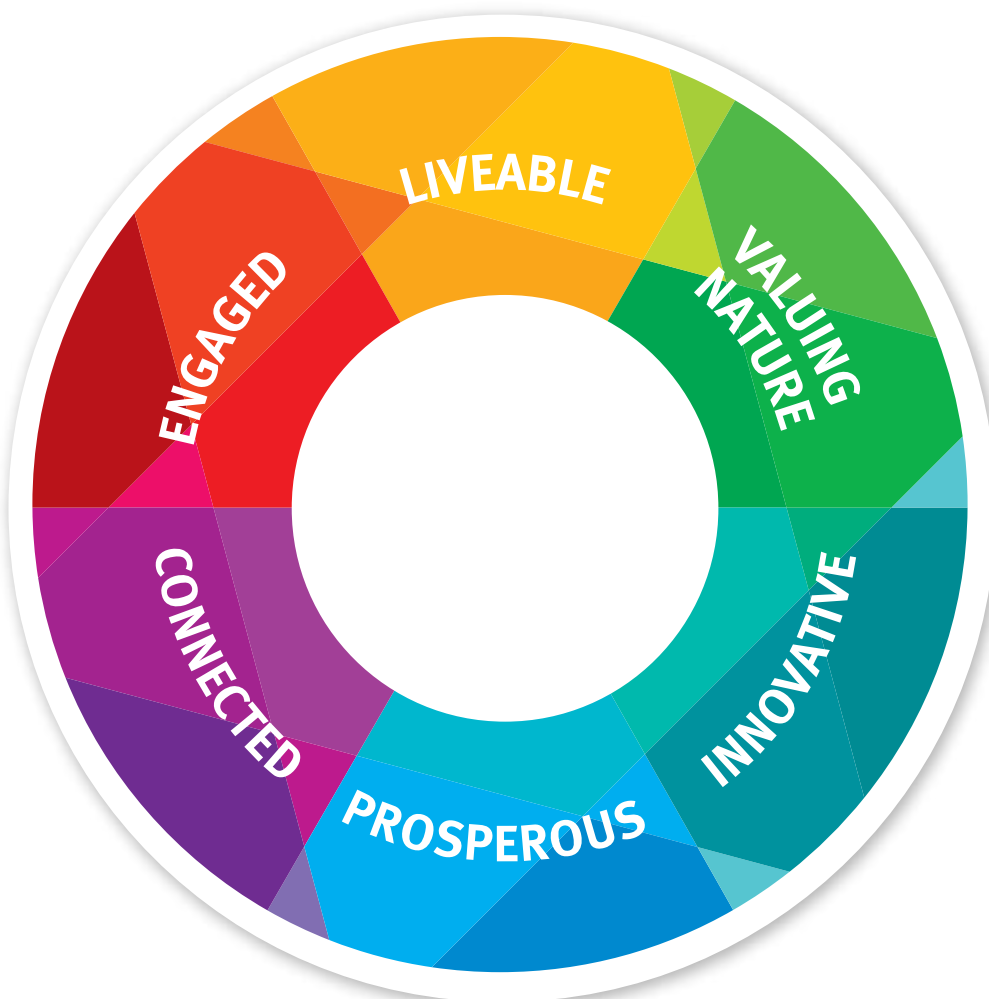 LIVEABLE
VALUING
NATURE
INNOVATIVE
PROSPEROUS
CONNECTED
ENGAGED